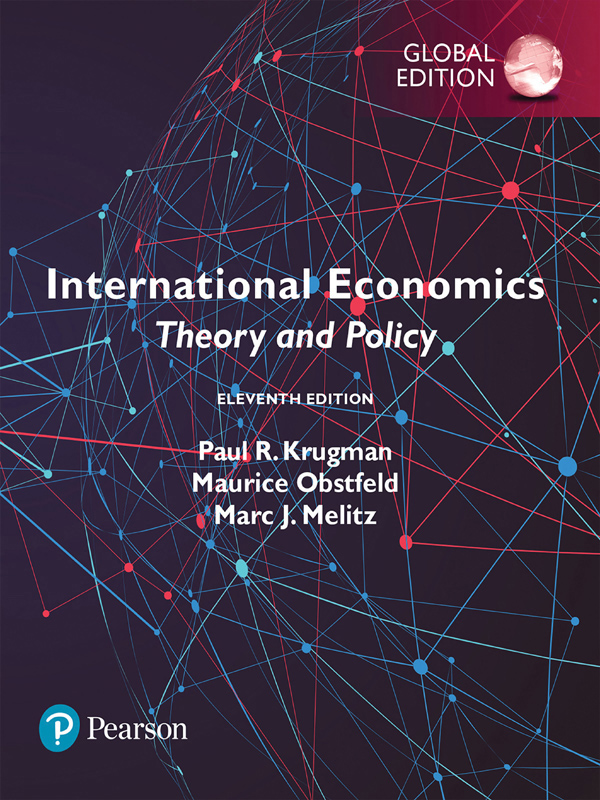 GLOBAL
EDITION
International Economics
Theory and Policy
ELEVENTH EDITION
Paul R. Krugman
Maurice Obstfeld
Marc J. Melitz
P Pearson